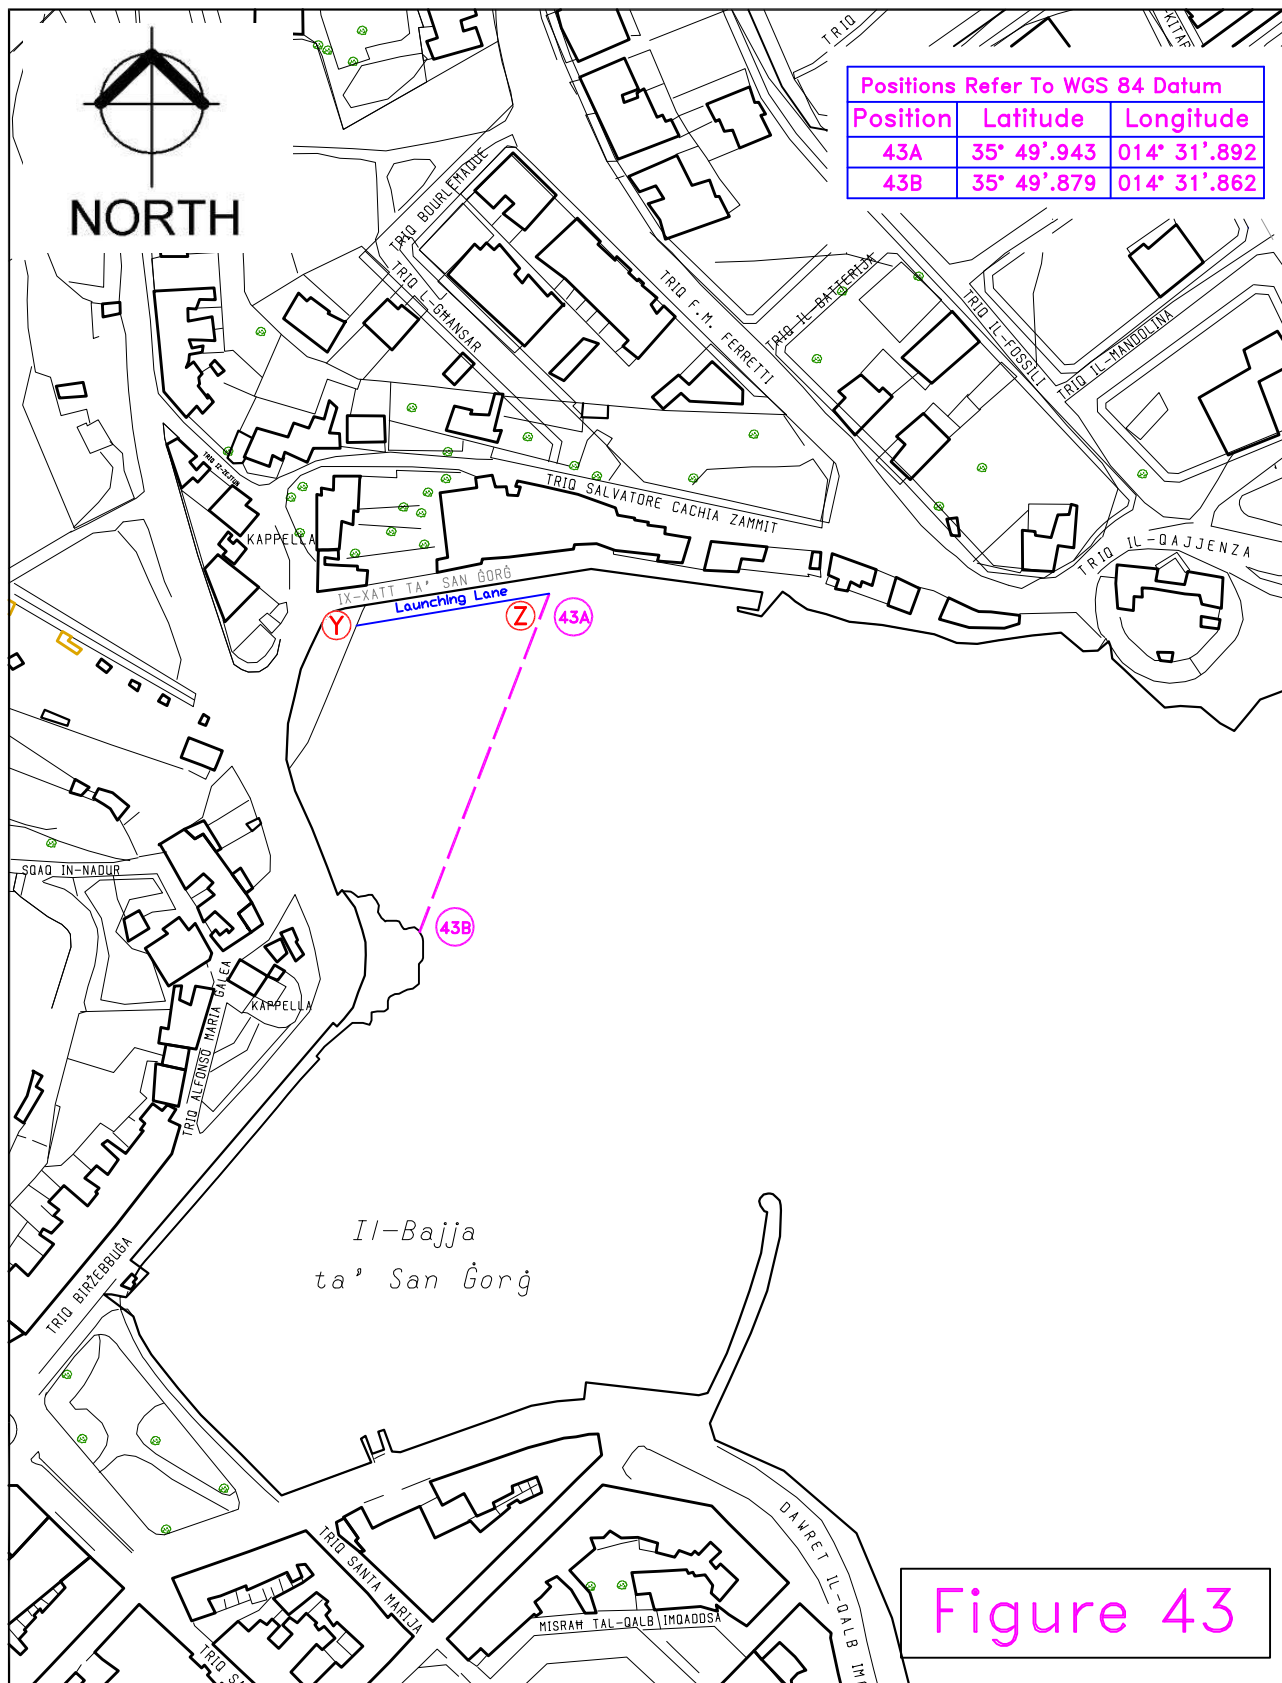 NORTH
Positions Refer To WGS 84 Datum
Position Latitude Longitude
43A 35° 49'.943 014° 31'.892
43B 35° 49'.879 014° 31'.862
TRIQ
TRIQ BOURLEMAQUE
TRIQ L-GĦANSAR
TRIQ F.M. FERRETTI
TRIQ IL BATTERIJA
TRIQ IL-FOSSILI
TRIQ IL-MANDOLINA
TRIQ IZ-ZEJTUN
TRIQ SALVATORE CACHIA ZAMMIT
TRIQ IL-QAJJENZA
KAPPELLA
IX-XATT TA' SAN ĠORĠ
Launching Lane
Y
Z
43A
43B
SQAQ IN-NADUR
KAPPELLA
TRIQ ALFONSO MARIA GALEA
TRIQ BIRŻEBBUĠA
Il-Bajja
ta' San Ġorġ
TRIQ SANTA MARIJA
MISRAĦ TAL-QALB IMQADDSA
DAWRET IL-QALB IM
Figure 43